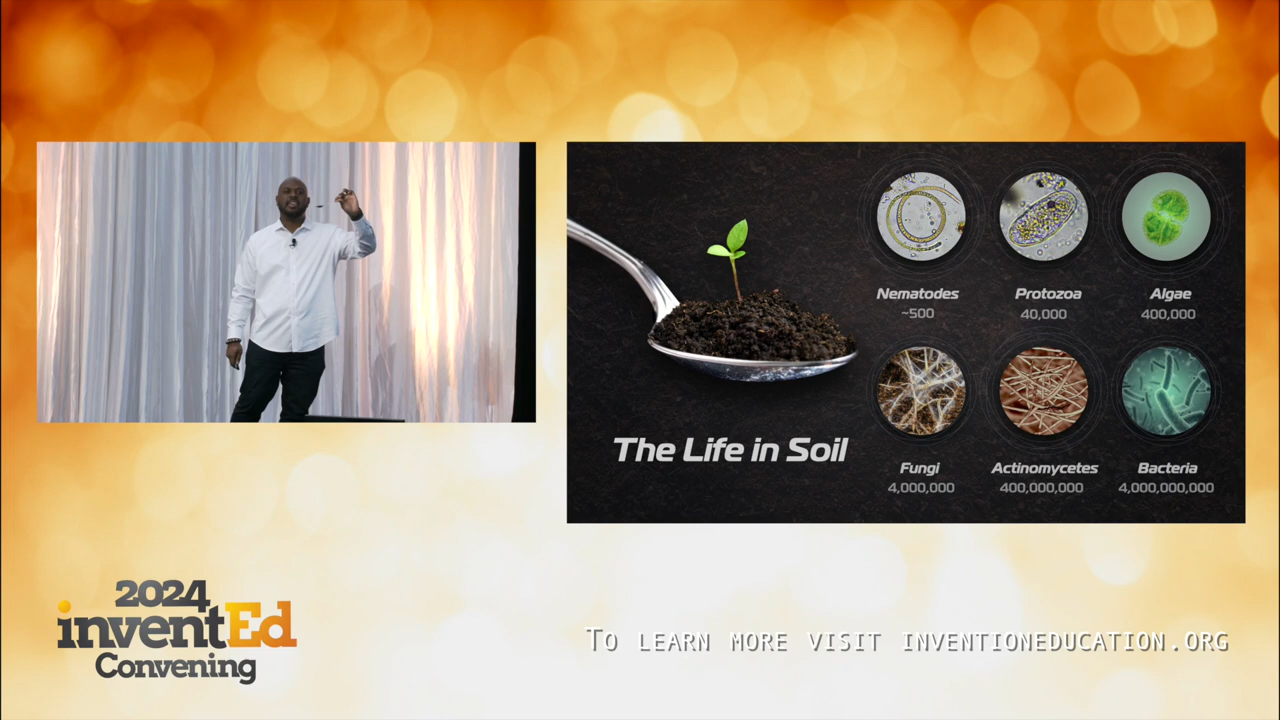 Nematodes
~500
Protozoa
40,000
Algae
400,000
The Life in Soil
Fungi
4,000,000
Actinomycetes
400,000,000
Bacteria
4,000,000,000
2024
inventEd
Convening
To learn more visit inventioneducation.org